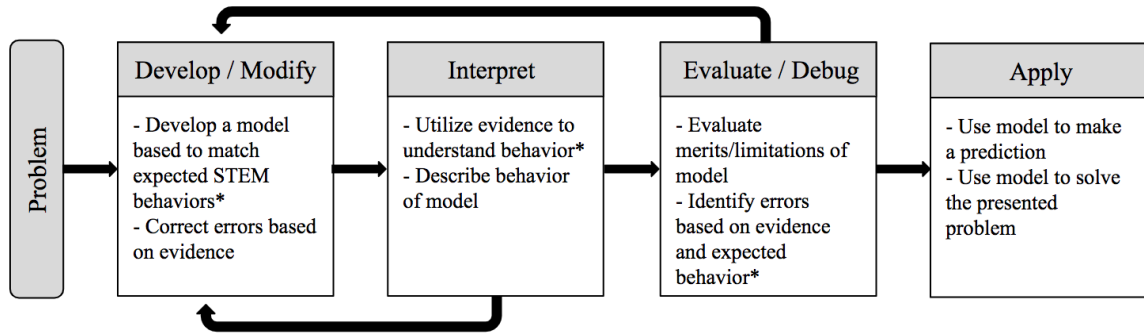 Problem
Develop / Modify
- Develop a model
based to match
expected STEM
behaviors*
- Correct errors based
on evidence
Interpret
- Utilize evidence to
understand behavior*
- Describe behavior
of model
Evaluate / Debug
- Evaluate
merits/limitations of
model
- Identify errors
based on evidence
and expected
behavior*
Apply
- Use model to make
a prediction
- Use model to solve
the presented
problem